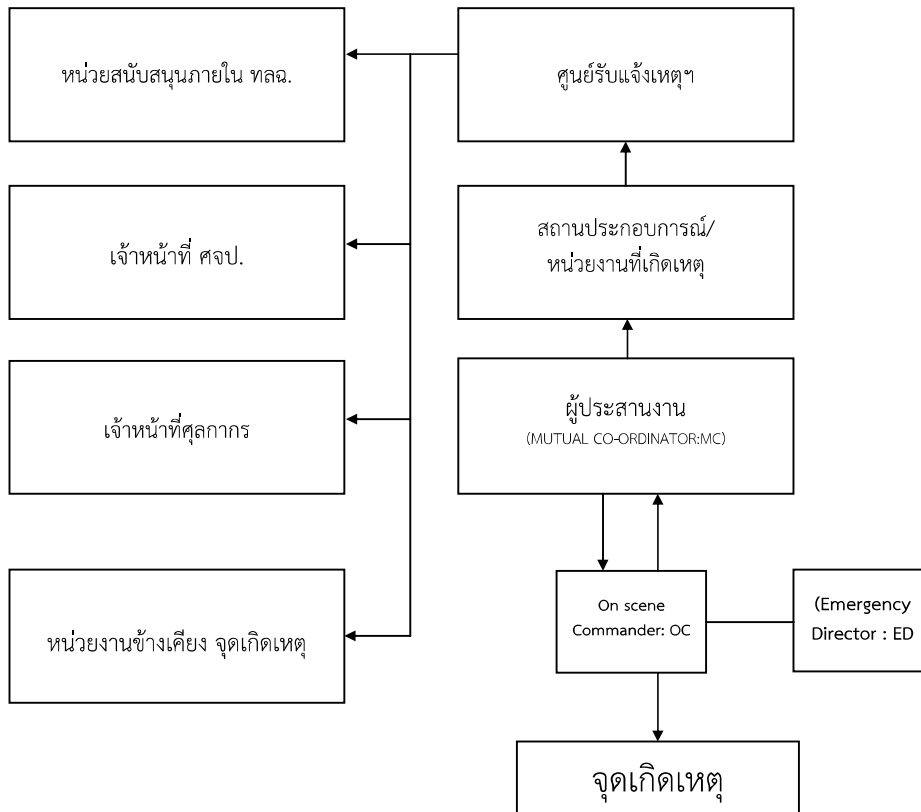 หน่วยสนับสนุนภายใน ทลฉ.
ศูนย์รับแจ้งเหตุฯ
เจ้าหน้าที่ ศจป.
สถานประกอบการณ์/
หน่วยงานที่เกิดเหตุ
เจ้าหน้าที่ศุลกากร
ผู้ประสานงาน
(MUTUAL CO-ORDINATOR:MC)
หน่วยงานข้างเคียง จุดเกิดเหตุ
On scene
Commander: OC
(Emergency
Director : ED
จุดเกิดเหตุ